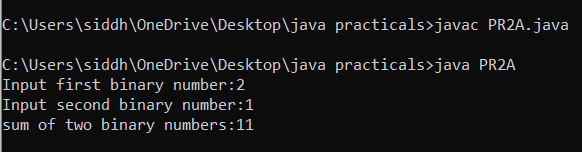 C:\Users\siddh\OneDrive\Desktop\java practicals>javac PR2A.java
C:\Users\siddh\OneDrive\Desktop\java practicals>java PR2A
Input first binary number:2
Input second binary number:1
sum of two binary numbers:11